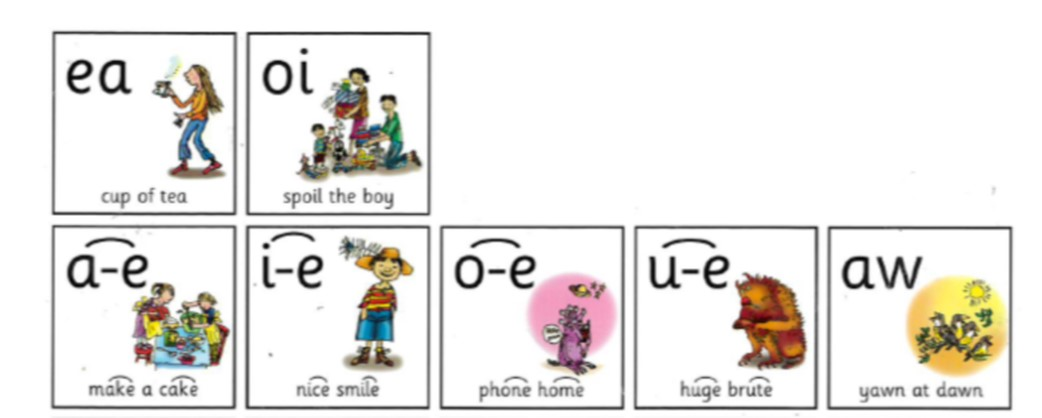 ea
cup of tea
oi
spoil the boy
a-e
make a cake
i-e
nice smile
o-e
phone home
u-e
huge brute
aw
yawn at dawn